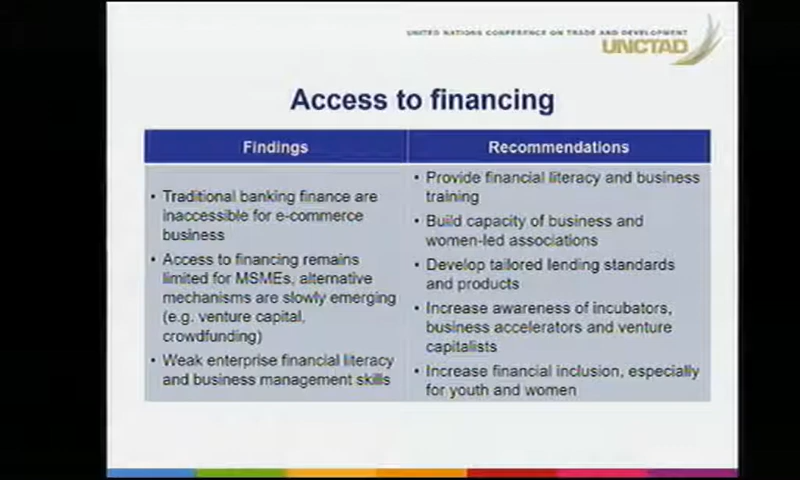 UNITED NATIONS CONFERENCE ON TRADE AND DEVELOPMENT
UNCTAD
Access to financing
Findings
Recommendations
• Traditional banking finance are
inaccessible for e-commerce
business
• Access to financing remains
limited for MSMEs, alternative
mechanisms are slowly emerging
(e.g. venture capital,
crowdfunding)
• Weak enterprise financial literacy
and business management skills
• Provide financial literacy and business
training
• Build capacity of business and
women-led associations
• Develop tailored lending standards
and products
• Increase awareness of incubators,
business accelerators and venture
capitalists
• Increase financial inclusion, especially
for youth and women